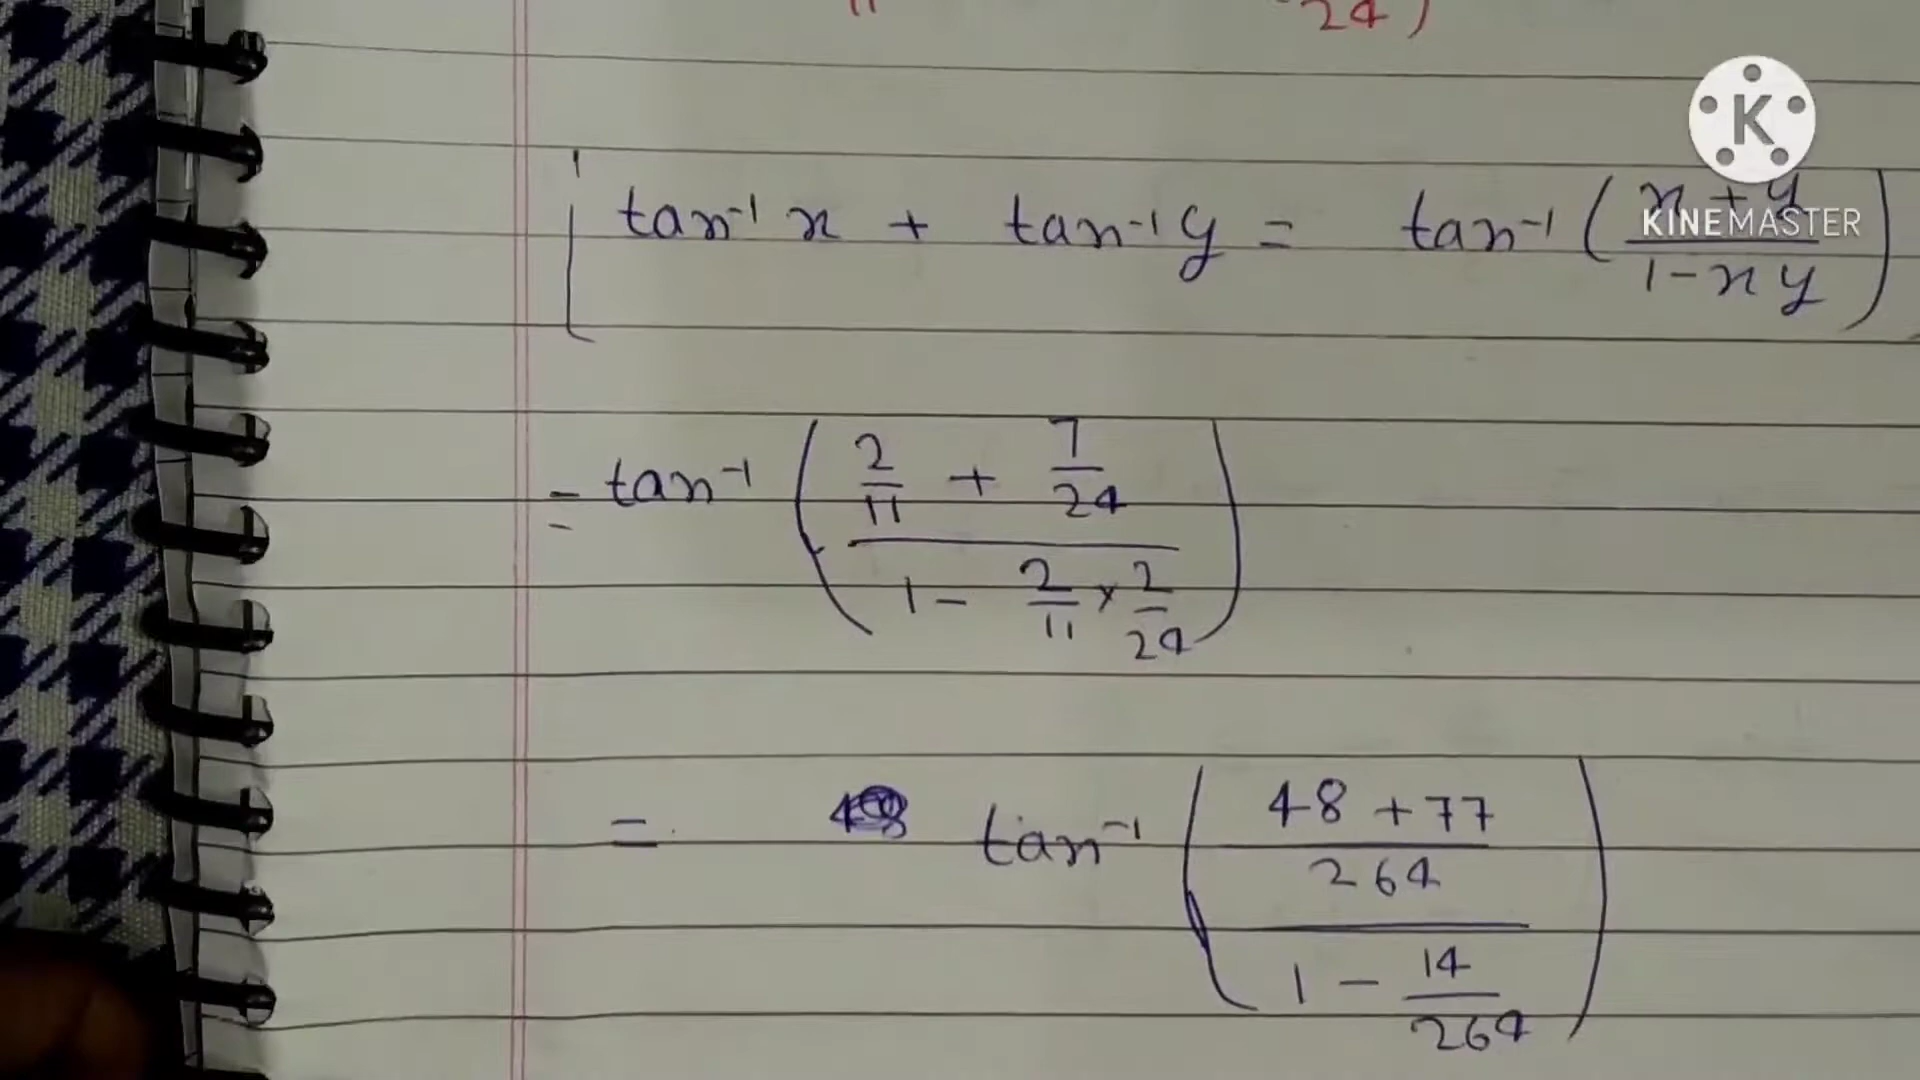 11 24)
K
KINEMASTER
[tan⁻¹ x + tan⁻¹ y = tan⁻¹ ((x + y)/(1 - xy))
= tan⁻¹ ((2/11 + 7/24)/(1 - 2/11 × 2/24))
= tan⁻¹ (((48 + 77)/264)/(1 - 14/264))